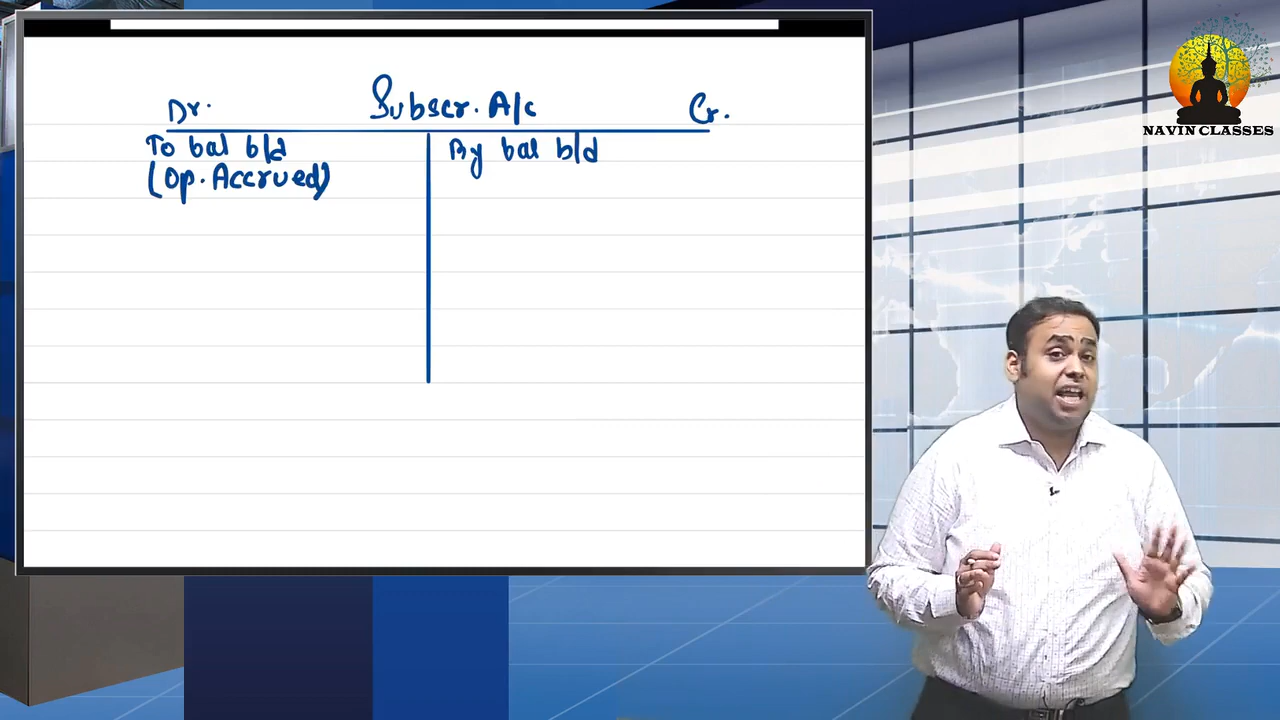 Dr. Subscr. A/c Cr.
To bal b/d By bal b/d
(Op. Accrued)
NAVIN CLASSES